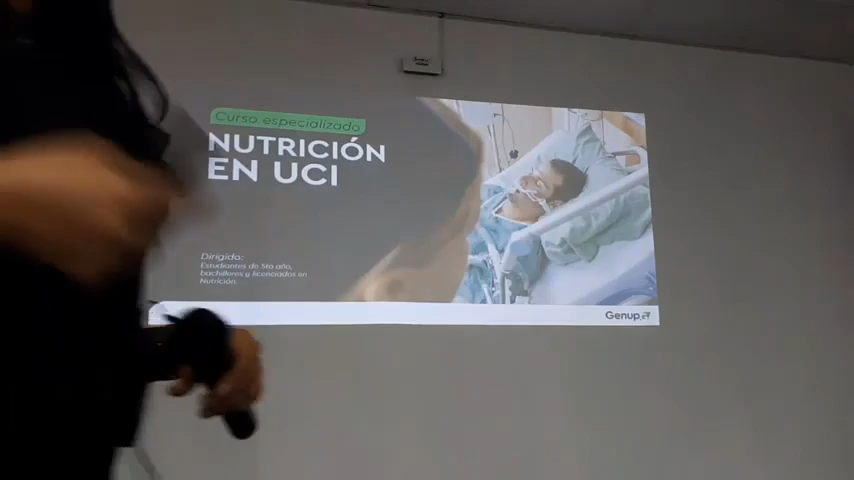 Curso especializado
NUTRICIÓN
EN UCI
Dirigido:
Estudiantes de 5to año,
bachilleres y licenciados en
Nutrición.
Genup